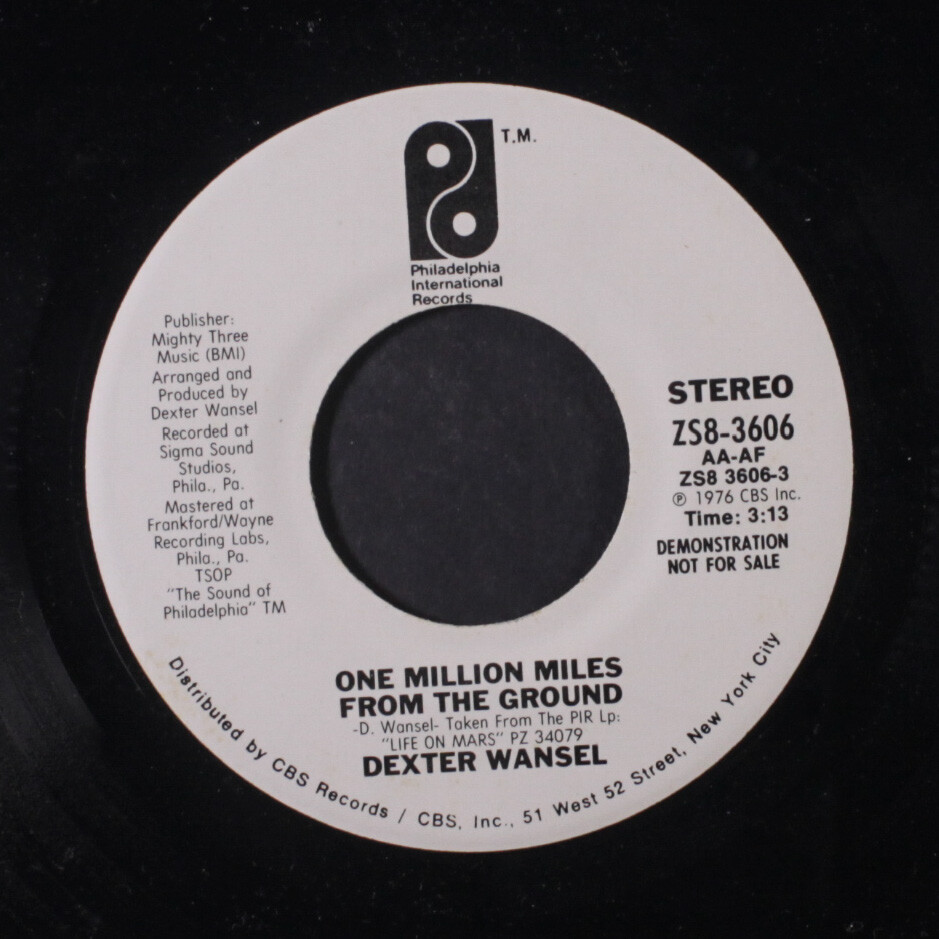 T.M.
Philadelphia
International
Records
Publisher:
Mighty Three
Music (BMI)
Arranged and
Produced by
Dexter Wansel
Recorded at
Sigma Sound
Studios,
Phila., Pa.
Mastered at
Frankford/Wayne
Recording Labs,
Phila., Pa.
TSOP
"The Sound of
Philadelphia" TM
STEREO
ZS8-3606
AA-AF
ZS8 3606-3
℗ 1976 CBS Inc.
Time: 3:13
DEMONSTRATION
NOT FOR SALE
ONE MILLION MILES
FROM THE GROUND
-D. Wansel- Taken From The PIR Lp:
"LIFE ON MARS" PZ 34079
DEXTER WANSEL
Distributed by CBS Records / CBS, Inc., 51 West 52 Street, New York City